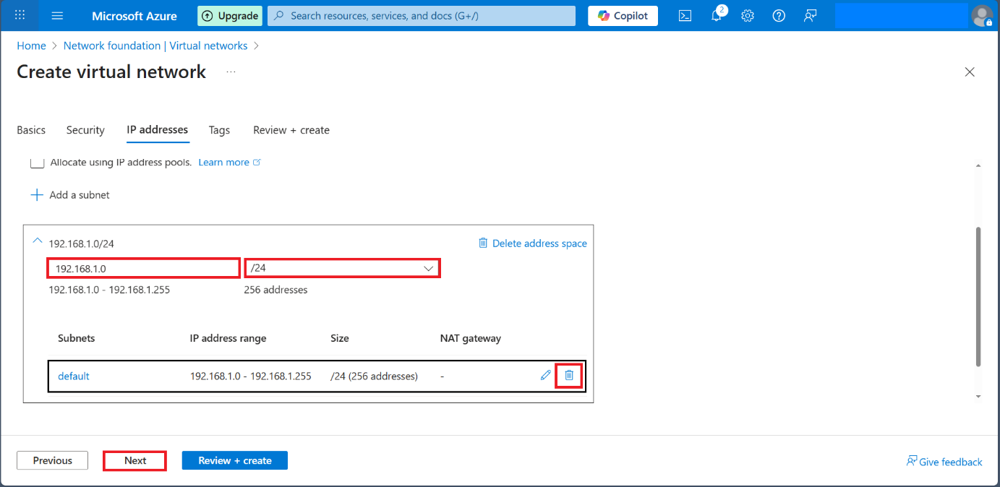 Microsoft Azure Upgrade Search resources, services, and docs (G+/) Copilot 2
Home > Network foundation | Virtual networks >
Create virtual network ...
Basics Security IP addresses Tags Review + create
Allocate using IP address pools. Learn more
+ Add a subnet
192.168.1.0/24 Delete address space
192.168.1.0 /24
192.168.1.0 - 192.168.1.255 256 addresses
Subnets IP address range Size NAT gateway
default 192.168.1.0 - 192.168.1.255 /24 (256 addresses) -
Previous Next Review + create Give feedback